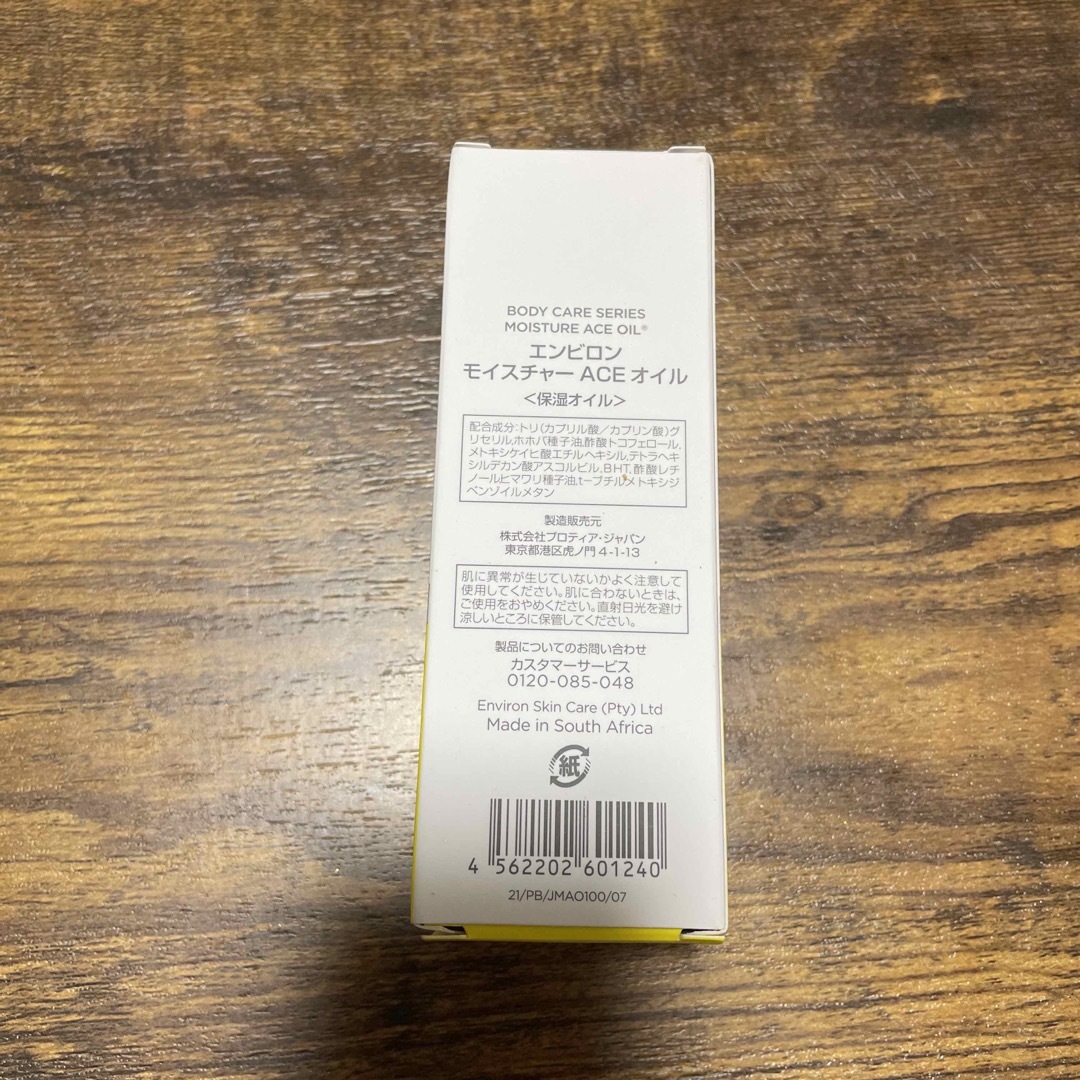 BODY CARE SERIES
MOISTURE ACE OIL®
エンビロン
モイスチャー ACE オイル
＜保湿オイル＞
配合成分:トリ(カプリル酸／カプリン酸)グ
リセリル,ホホバ種子油,酢酸トコフェロール,
メトキシケイヒ酸エチルヘキシル,テトラヘキ
シルデカン酸アスコルビル,BHT,酢酸レチ
ノール,ヒマワリ種子油,t-ブチルメトキシジ
ベンゾイルメタン
製造販売元
株式会社プロティア・ジャパン
東京都港区虎ノ門 4-1-13
肌に異常が生じていないかよく注意して
使用してください。肌に合わないときは、
ご使用をおやめください。直射日光を避け
涼しいところに保管してください。
製品についてのお問い合わせ
カスタマーサービス
0120-085-048
Environ Skin Care (Pty) Ltd
Made in South Africa
紙
4 562202 601240
21/PB/JMAO100/07